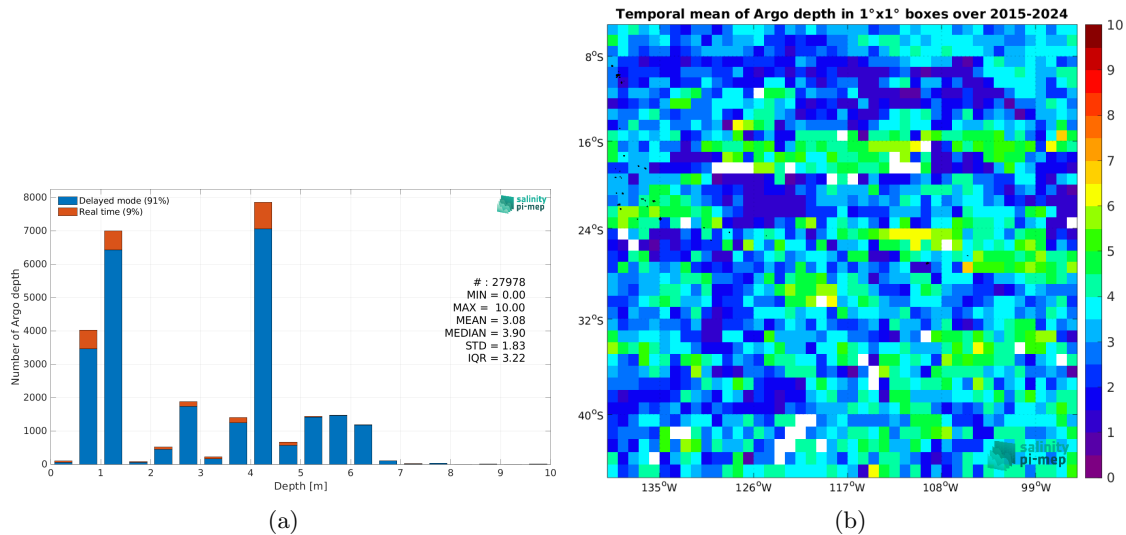 Temporal mean of Argo depth in 1°x1° boxes over 2015-2024
Delayed mode (91%)
Real time (9%)
salinity
pi-mep
# : 27978
MIN = 0.00
MAX = 10.00
MEAN = 3.08
MEDIAN = 3.90
STD = 1.83
IQR = 3.22
Number of Argo depth
8000
7000
6000
5000
4000
3000
2000
1000
0
0 1 2 3 4 5 6 7 8 9 10
Depth [m]
(a)
8°S
16°S
24°S
32°S
40°S
135°W 126°W 117°W 108°W 99°W
salinity
pi-mep
10
9
8
7
6
5
4
3
2
1
0
(b)